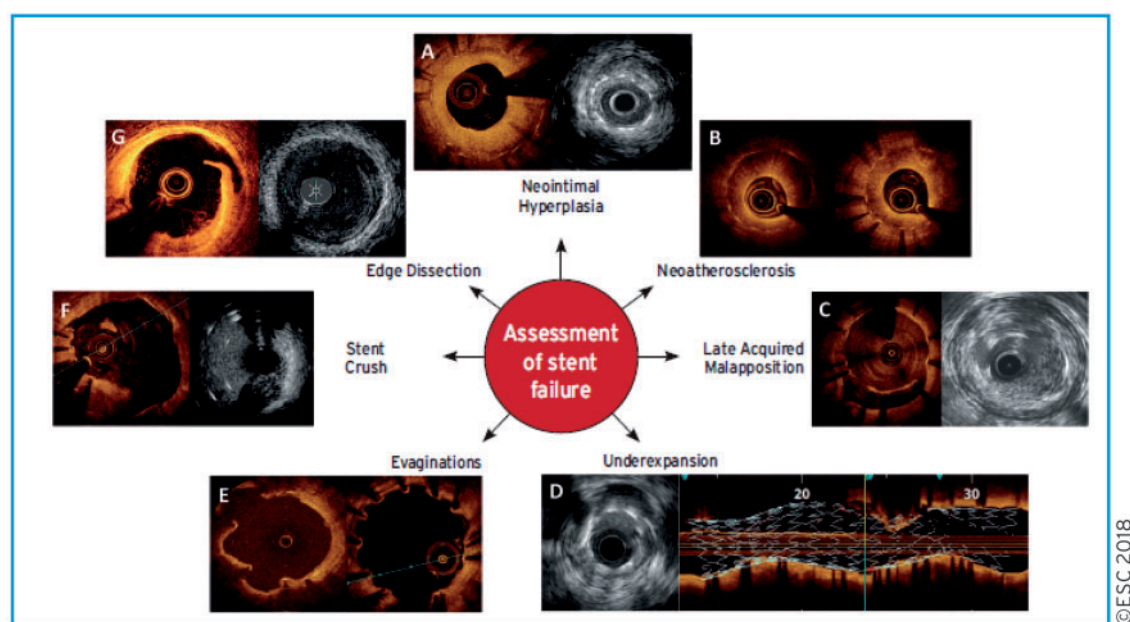 A
Neointimal
Hyperplasia
G
B
Edge Dissection
Neoatherosclerosis
F
Stent
Crush
Assessment
of stent
failure
C
Late Acquired
Malapposition
Evaginations
Underexpansion
E
D
20
30
©ESC 2018